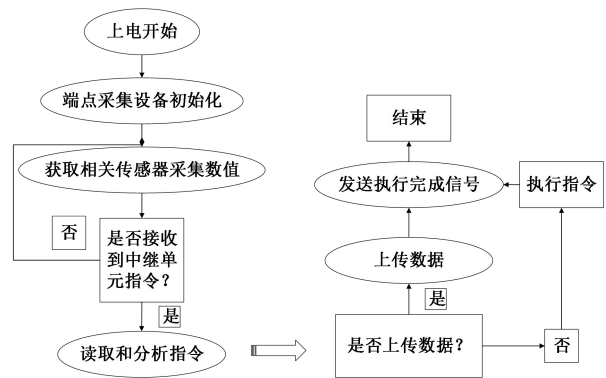 上电开始
端点采集设备初始化
获取相关传感器采集数值
否
是否接收
到中继单
元指令？
是
读取和分析指令
结束
发送执行完成信号
执行指令
上传数据
是
是否上传数据？
否